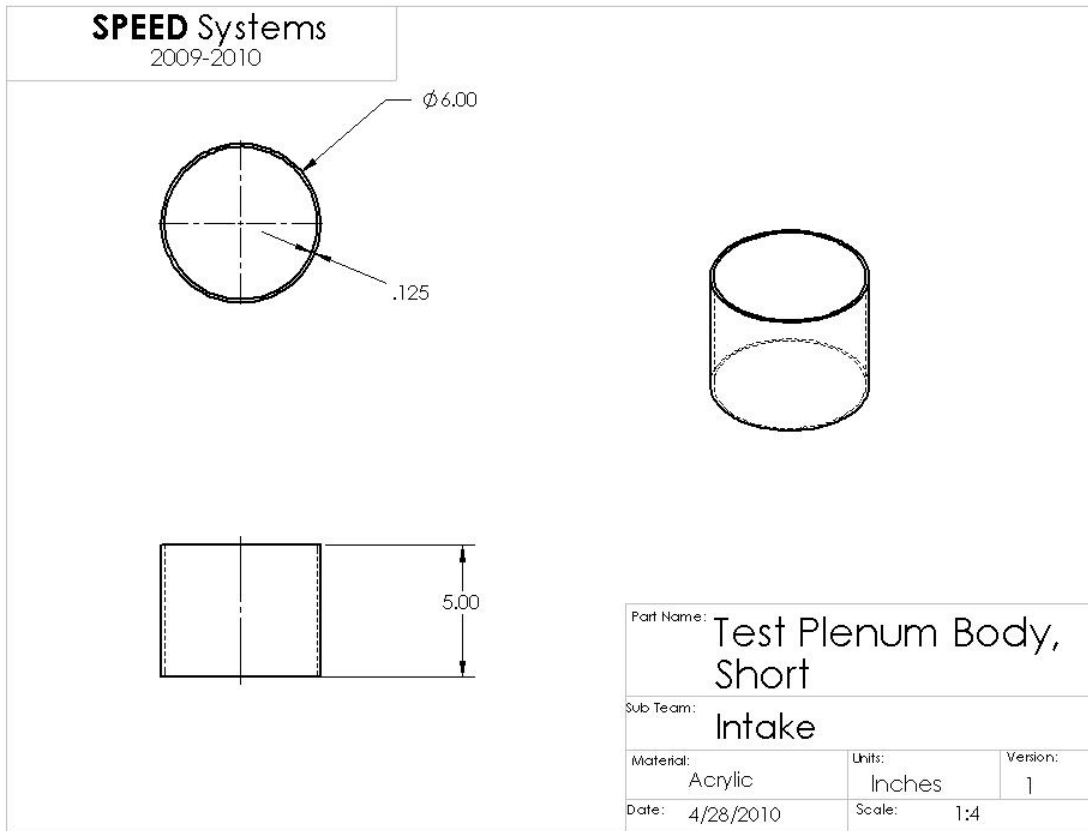 SPEED Systems
2009-2010
Ø6.00
.125
5.00
Part Name: Test Plenum Body,
Short
Sub Team: Intake
Material: Acrylic
Units: Inches
Version: 1
Date: 4/28/2010
Scale: 1:4